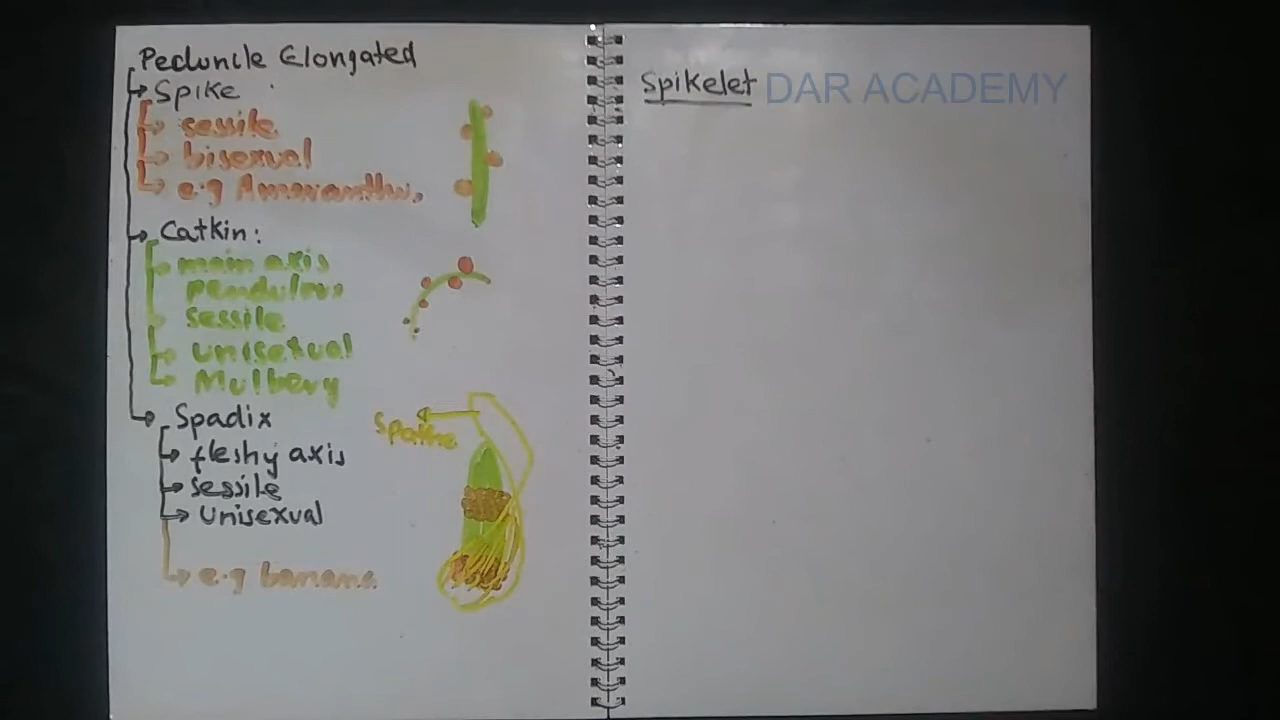 Peduncle Elongated
Spike
sessile
bisexual
e.g Amaranthus
Catkin:
main axis
pendulous
sessile
unisexual
Mulbery
Spadix
Spathe
fleshy axis
sessile
unisexual
e.g banana
Spikelet DAR ACADEMY